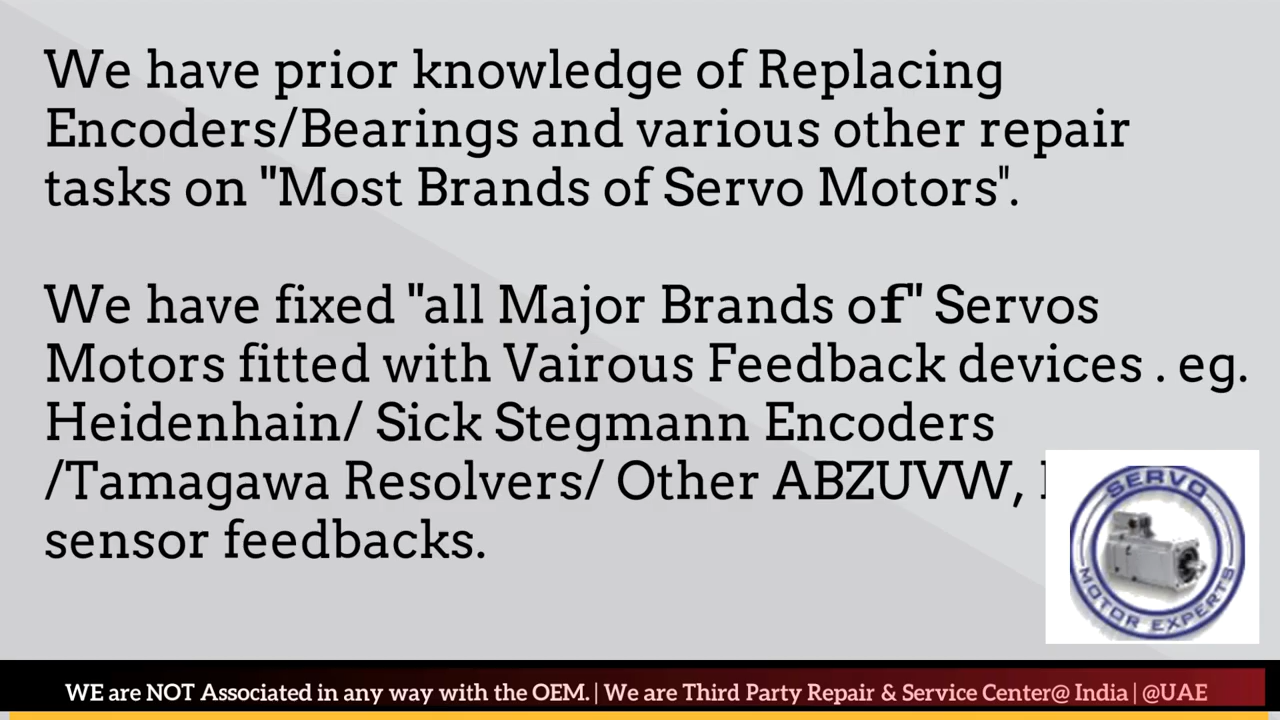 We have prior knowledge of Replacing
Encoders/Bearings and various other repair
tasks on "Most Brands of Servo Motors".
We have fixed "all Major Brands of" Servos
Motors fitted with Vairous Feedback devices . eg.
Heidenhain/ Sick Stegmann Encoders
/Tamagawa Resolvers/ Other ABZUVW,
sensor feedbacks.
SERVO
MOTOR EXPERTS
WE are NOT Associated in any way with the OEM. | We are Third Party Repair & Service Center@ India | @UAE